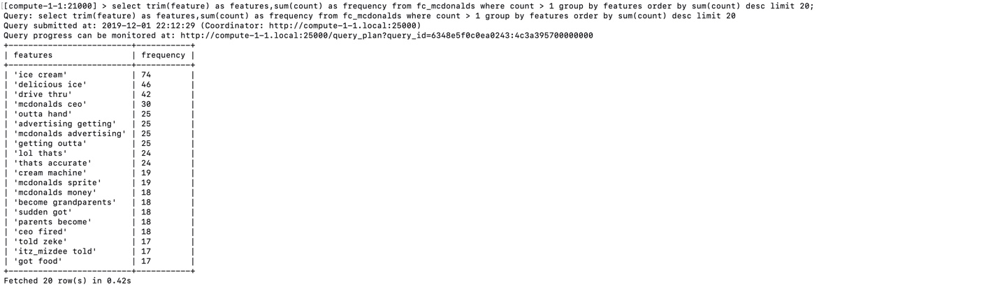 [compute-1-1:21000] > select trim(feature) as features,sum(count) as frequency from fc_mcdonalds where count > 1 group by features order by sum(count) desc limit 20;
Query: select trim(feature) as features,sum(count) as frequency from fc_mcdonalds where count > 1 group by features order by sum(count) desc limit 20
Query submitted at: 2019-12-01 22:12:29 (Coordinator: http://compute-1-1.local:25000)
Query progress can be monitored at: http://compute-1-1.local:25000/query_plan?query_id=6348e5f0c0ea0243:4c3a395700000000
+-------------------------+-----------+
| features                | frequency |
+-------------------------+-----------+
| 'ice cream'             | 74        |
| 'delicious ice'         | 46        |
| 'drive thru'            | 42        |
| 'mcdonalds ceo'         | 30        |
| 'outta hand'            | 25        |
| 'advertising getting'   | 25        |
| 'mcdonalds advertising' | 25        |
| 'getting outta'         | 25        |
| 'lol thats'             | 24        |
| 'thats accurate'        | 24        |
| 'cream machine'         | 19        |
| 'mcdonalds sprite'      | 19        |
| 'mcdonalds money'       | 18        |
| 'become grandparents'   | 18        |
| 'sudden got'            | 18        |
| 'parents become'        | 18        |
| 'ceo fired'             | 18        |
| 'told zeke'             | 17        |
| 'itz_mizdee told'       | 17        |
| 'got food'              | 17        |
+-------------------------+-----------+
Fetched 20 row(s) in 0.42s